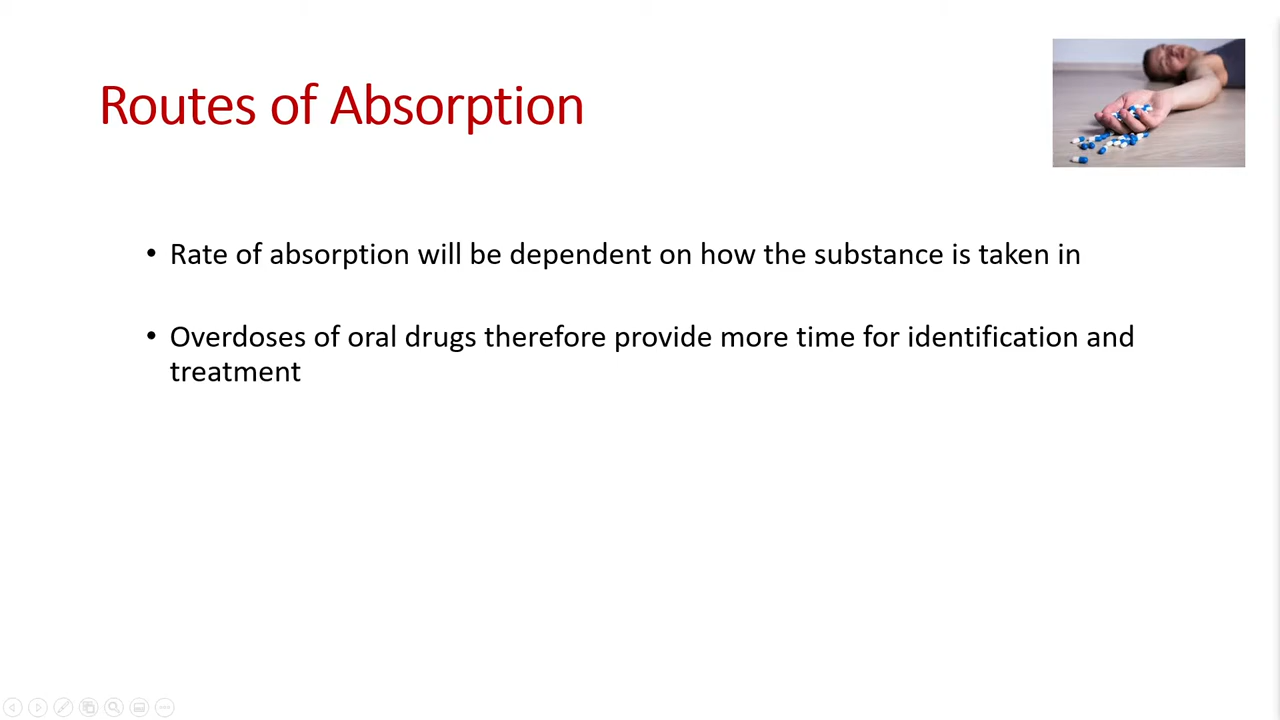 Routes of Absorption
• Rate of absorption will be dependent on how the substance is taken in
• Overdoses of oral drugs therefore provide more time for identification and
treatment